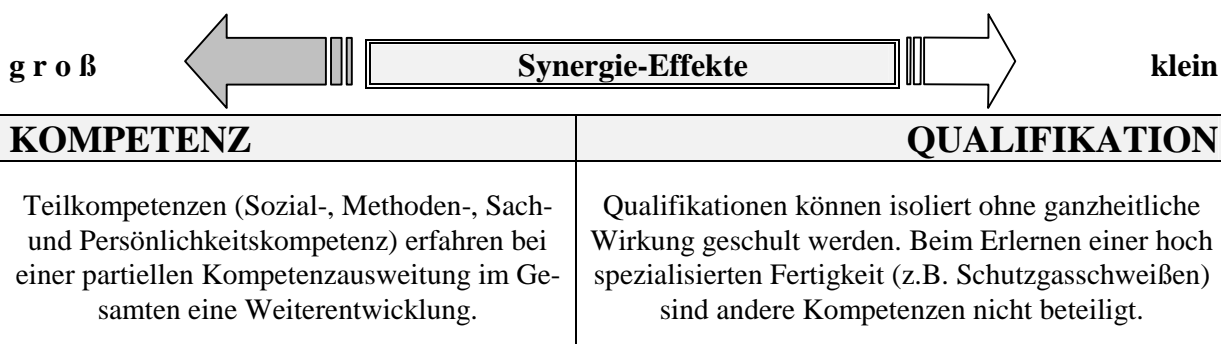 g r o ß Synergie-Effekte klein
KOMPETENZ QUALIFIKATION
Teilkompetenzen (Sozial-, Methoden-, Sach-
und Persönlichkeitskompetenz) erfahren bei
einer partiellen Kompetenzausweitung im Ge-
samten eine Weiterentwicklung.
Qualifikationen können isoliert ohne ganzheitliche
Wirkung geschult werden. Beim Erlernen einer hoch
spezialisierten Fertigkeit (z.B. Schutzgasschweißen)
sind andere Kompetenzen nicht beteiligt.